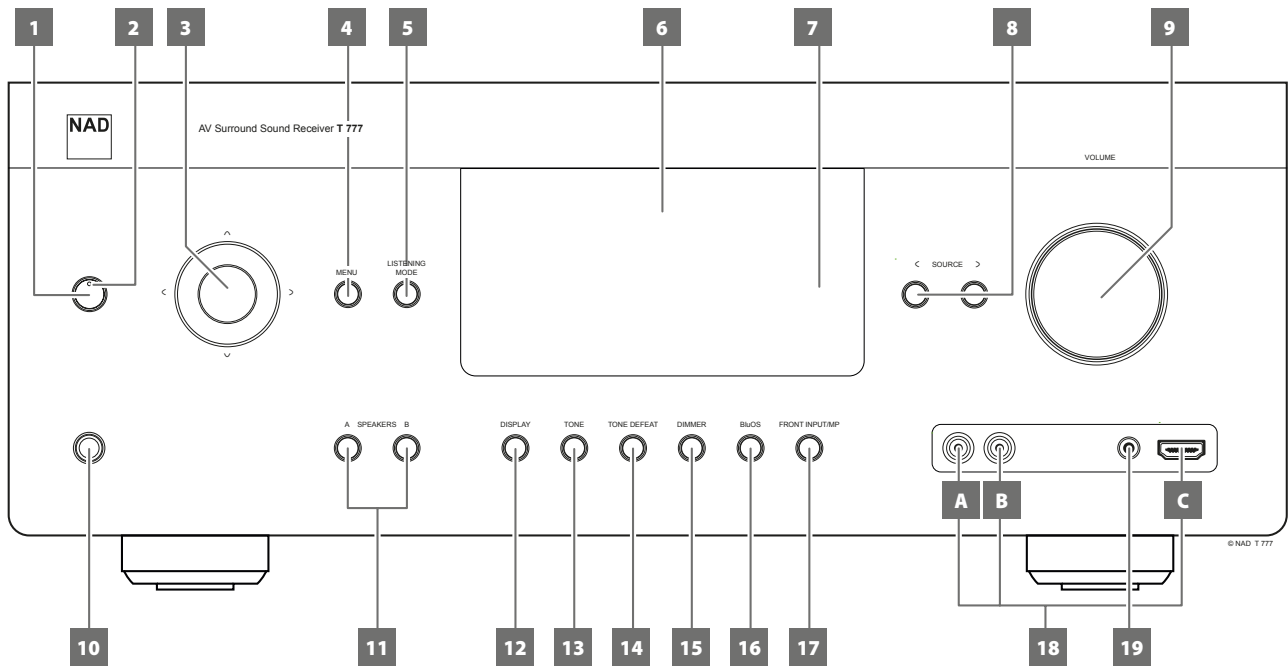 1 2 3 4 5 6 7 8 9
NAD
AV Surround Sound Receiver T 777
VOLUME
MENU
LISTENING
MODE
< SOURCE >
A SPEAKERS B
DISPLAY
TONE
TONE DEFEAT
DIMMER
BluOS
FRONT INPUT/MP
A B C
© NAD T 777
10 11 12 13 14 15 16 17 18 19